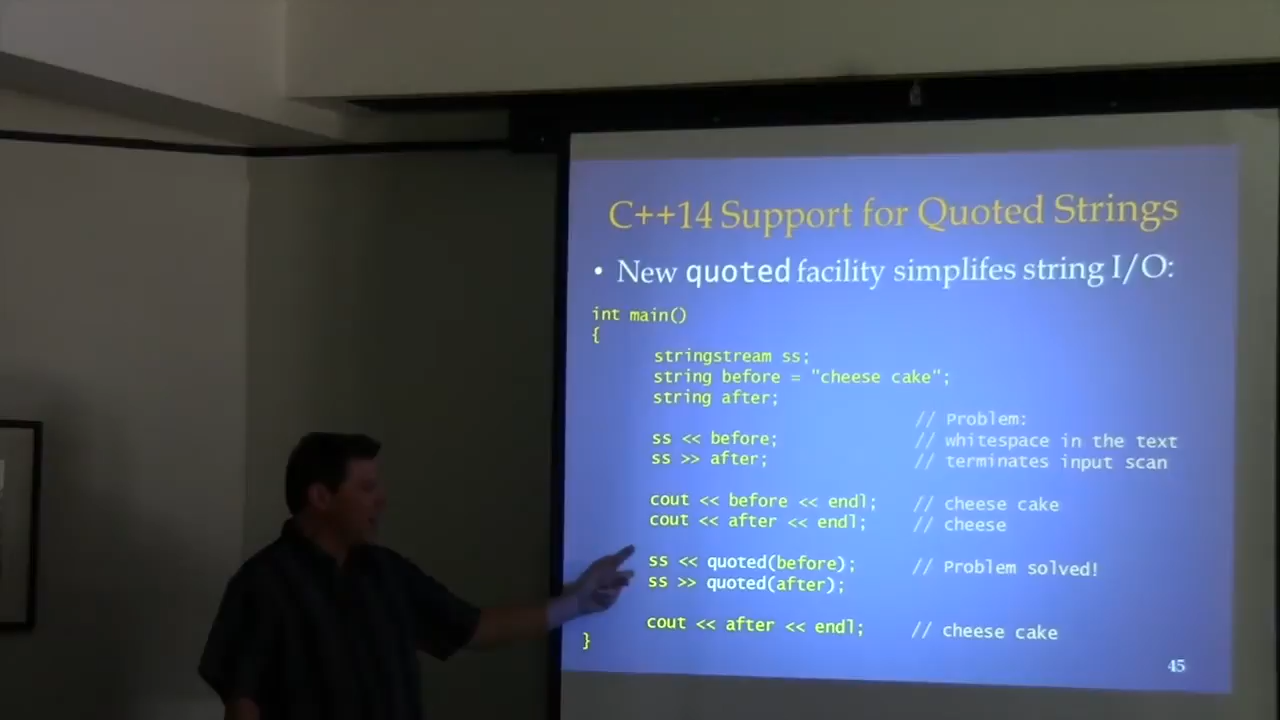 C++14 Support for Quoted Strings
• New quoted facility simplifes string I/O:
int main()
{
stringstream ss;
string before = "cheese cake";
string after;
// Problem:
ss << before; // whitespace in the text
ss >> after; // terminates input scan
cout << before << endl; // cheese cake
cout << after << endl; // cheese
ss << quoted(before); // Problem solved!
ss >> quoted(after);
cout << after << endl; // cheese cake
}
45